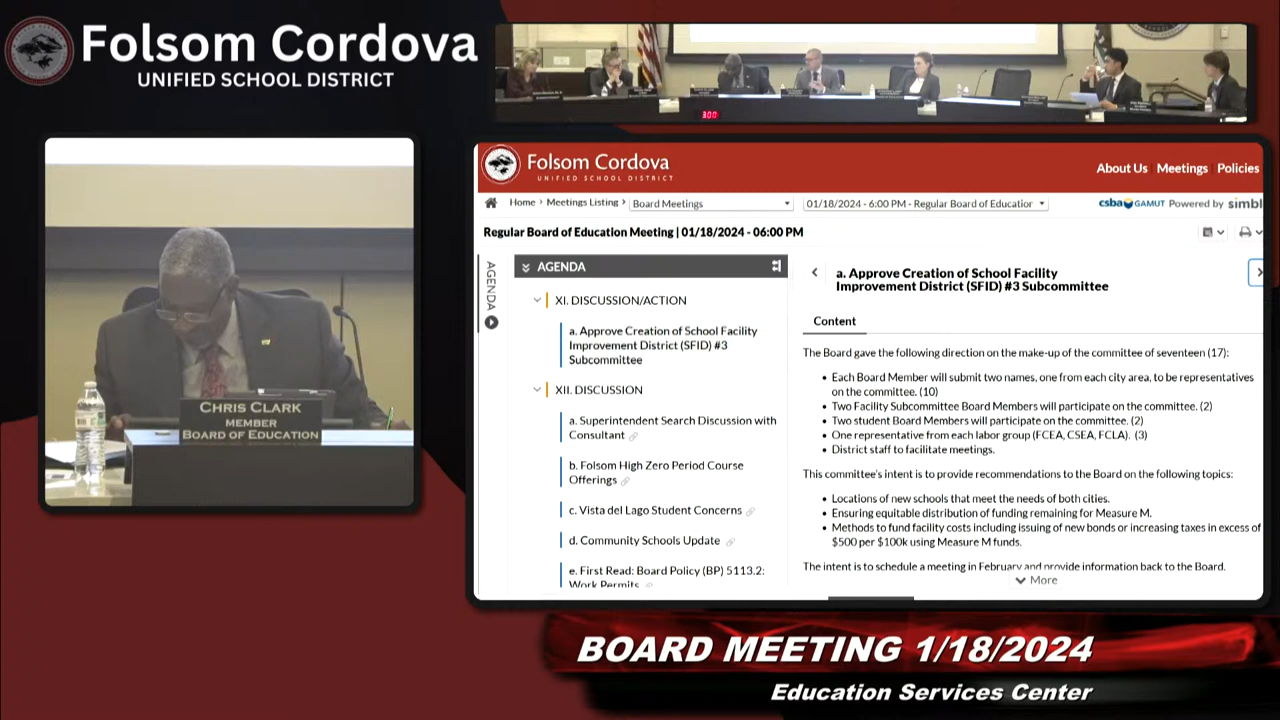 Folsom Cordova
UNIFIED SCHOOL DISTRICT
3:00
CHRIS CLARK
MEMBER
BOARD OF EDUCATION
Folsom Cordova
UNIFIED SCHOOL DISTRICT
About Us Meetings Policies
Home > Meetings Listing > Board Meetings 01/18/2024 - 6:00 PM - Regular Board of Education
csba GAMUT Powered by simbl
Regular Board of Education Meeting | 01/18/2024 - 06:00 PM
AGENDA
AGENDA
XI. DISCUSSION/ACTION
a. Approve Creation of School Facility
Improvement District (SFID) #3
Subcommittee
XII. DISCUSSION
a. Superintendent Search Discussion with
Consultant
b. Folsom High Zero Period Course
Offerings
c. Vista del Lago Student Concerns
d. Community Schools Update
e. First Read: Board Policy (BP) 5113.2:
Work Permits
a. Approve Creation of School Facility
Improvement District (SFID) #3 Subcommittee
Content
The Board gave the following direction on the make-up of the committee of seventeen (17):
• Each Board Member will submit two names, one from each city area, to be representatives
on the committee. (10)
• Two Facility Subcommittee Board Members will participate on the committee. (2)
• Two student Board Members will participate on the committee. (2)
• One representative from each labor group (FCEA, CSEA, FCLA). (3)
• District staff to facilitate meetings.
This committee's intent is to provide recommendations to the Board on the following topics:
• Locations of new schools that meet the needs of both cities.
• Ensuring equitable distribution of funding remaining for Measure M.
• Methods to fund facility costs including issuing of new bonds or increasing taxes in excess of
$500 per $100k using Measure M funds.
The intent is to schedule a meeting in February and provide information back to the Board.
More
BOARD MEETING 1/18/2024
Education Services Center